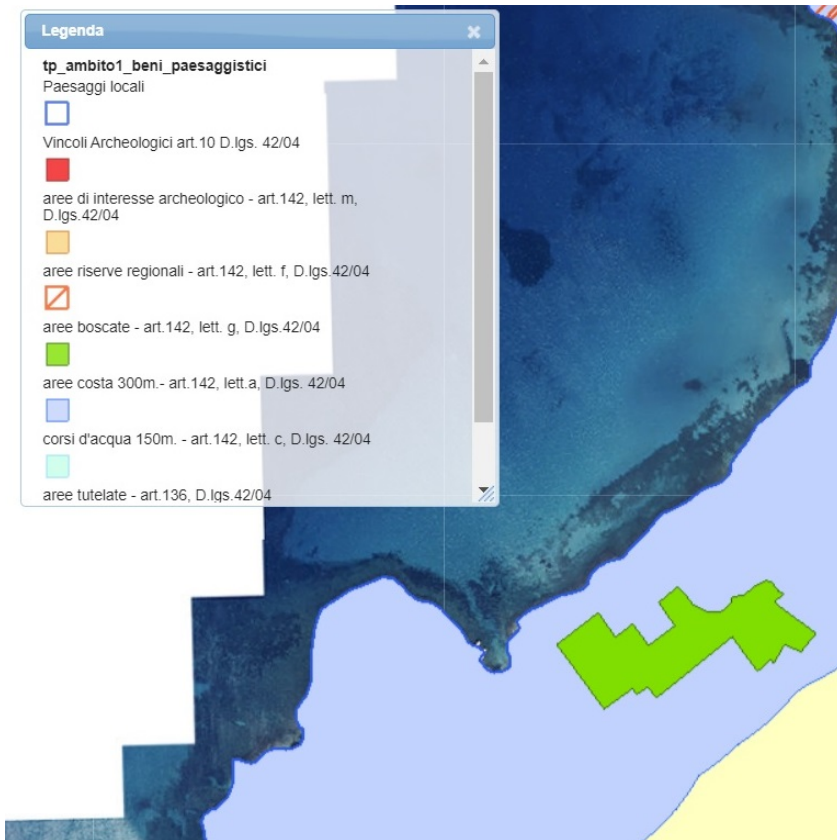 Legenda
tp_ambito1_beni_paesaggistici
Paesaggi locali
Vincoli Archeologici art.10 D.lgs. 42/04
aree di interesse archeologico - art.142, lett. m,
D.lgs.42/04
aree riserve regionali - art.142, lett. f, D.lgs.42/04
aree boscate - art.142, lett. g, D.lgs.42/04
aree costa 300m.- art.142, lett.a, D.lgs. 42/04
corsi d'acqua 150m. - art.142, lett. c, D.lgs. 42/04
aree tutelate - art.136, D.lgs.42/04